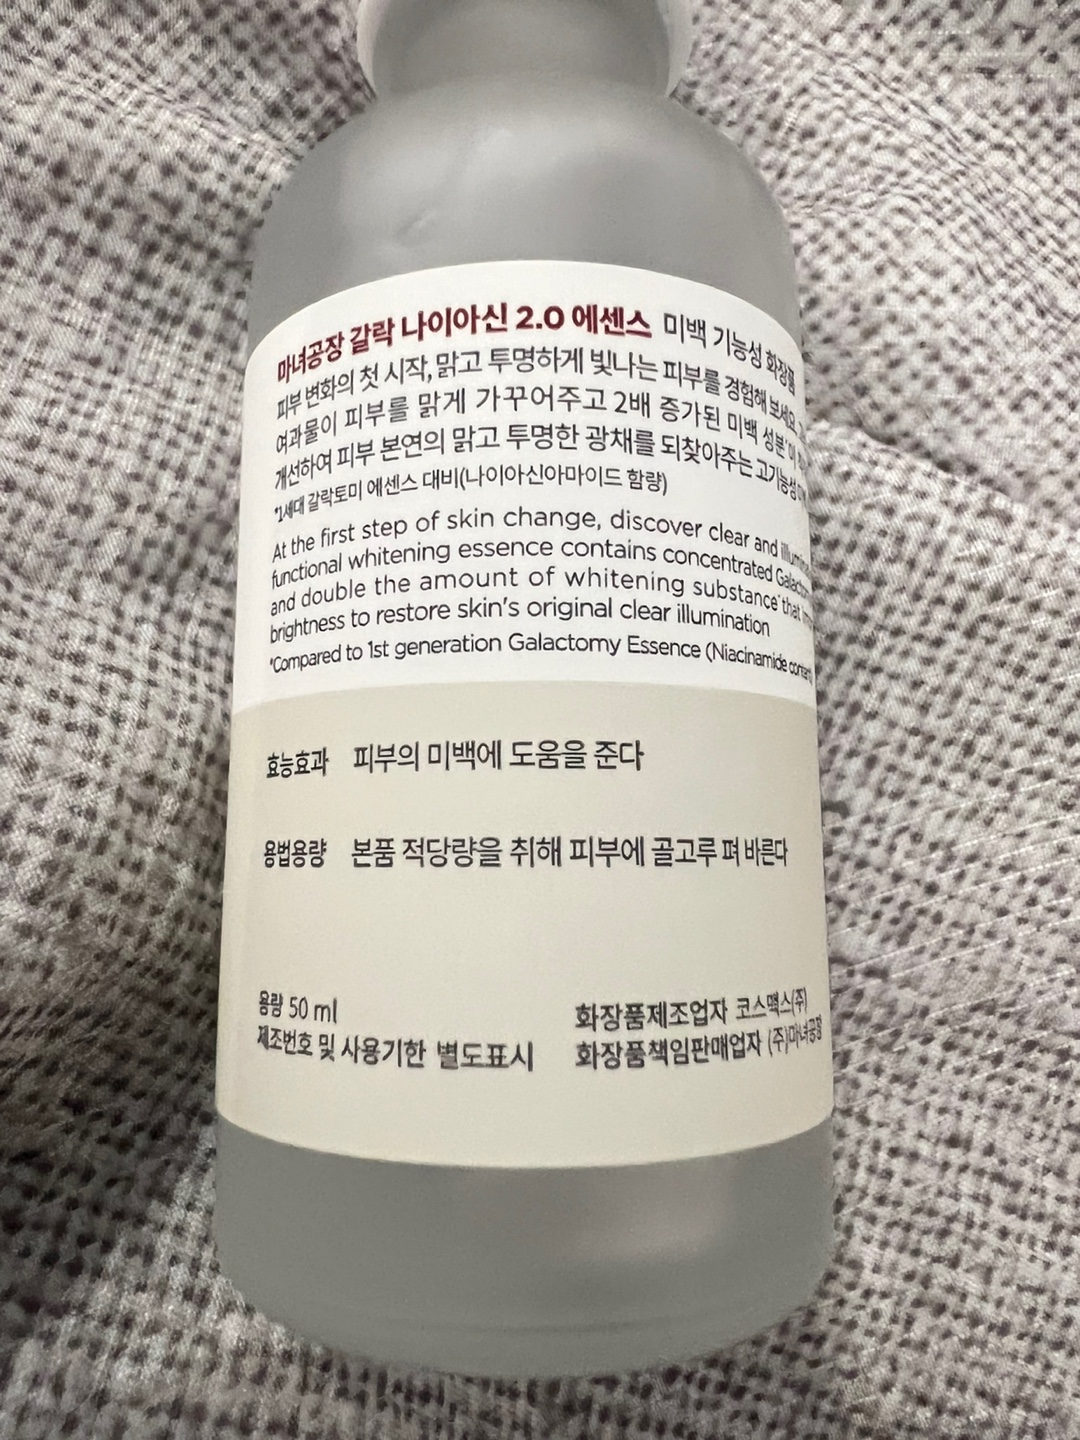 마녀공장 갈락 나이아신 2.0 에센스 미백 기능성 화장품
피부 변화의 첫 시작, 맑고 투명하게 빛나는 피부를 경험해 보세요.
여과물이 피부를 맑게 가꾸어주고 2배 증가된 미백 성분*이
개선하여 피부 본연의 맑고 투명한 광채를 되찾아주는 고기능성
*1세대 갈락토미 에센스 대비(나이아신아마이드 함량)
At the first step of skin change, discover clear and
functional whitening essence contains concentrated
and double the amount of whitening substance* that
brightness to restore skin's original clear illumination
*Compared to 1st generation Galactomy Essence (Niacinamide
효능효과 피부의 미백에 도움을 준다
용법용량 본품 적당량을 취해 피부에 골고루 펴 바른다
용량 50 ml
제조번호 및 사용기한 별도표시
화장품제조업자 코스맥스(주)
화장품책임판매업자 (주)마녀공장